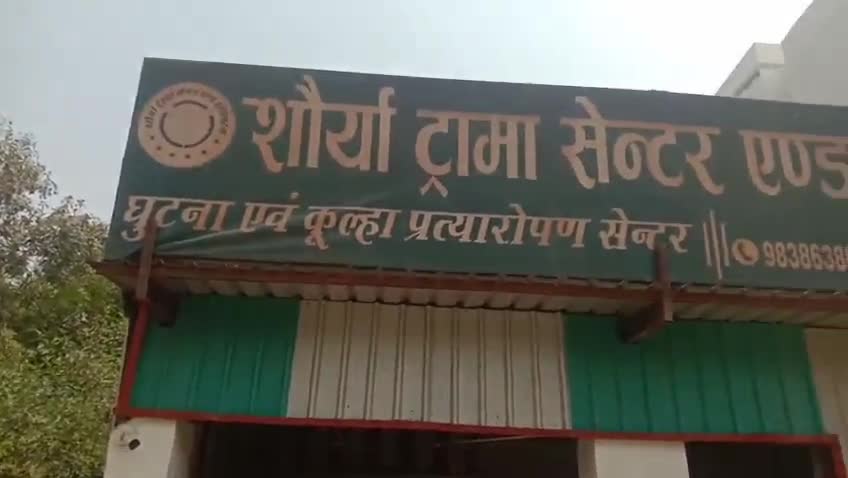 शौर्या ट्रामा सेन्टर एण्ड
घुटना एवं कूल्हा प्रत्यारोपण सेन्टर